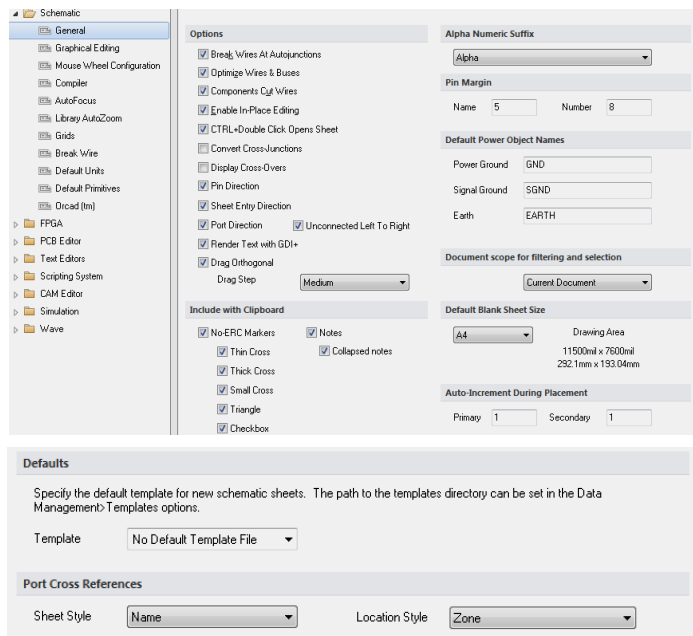 Schematic
General
Graphical Editing
Mouse Wheel Configuration
Compiler
AutoFocus
Library AutoZoom
Grids
Break Wire
Default Units
Default Primitives
Orcad (tm)
FPGA
PCB Editor
Text Editors
Scripting System
CAM Editor
Simulation
Wave
Options
Break Wires At Autojunctions
Optimize Wires & Buses
Components Cut Wires
Enable In-Place Editing
CTRL+Double Click Opens Sheet
Convert Cross-Junctions
Display Cross-Overs
Pin Direction
Sheet Entry Direction
Port Direction Unconnected Left To Right
Render Text with GDI+
Drag Orthogonal
Drag Step Medium
Include with Clipboard
No-ERC Markers Notes
Thin Cross Collapsed notes
Thick Cross
Small Cross
Triangle
Checkbox
Alpha Numeric Suffix
Alpha
Pin Margin
Name 5 Number 8
Default Power Object Names
Power Ground GND
Signal Ground SGND
Earth EARTH
Document scope for filtering and selection
Current Document
Default Blank Sheet Size
A4 Drawing Area
11500mil x 7600mil
292.1mm x 193.04mm
Auto-Increment During Placement
Primary 1 Secondary 1
Defaults
Specify the default template for new schematic sheets. The path to the templates directory can be set in the Data
Management>Templates options.
Template No Default Template File
Port Cross References
Sheet Style Name Location Style Zone